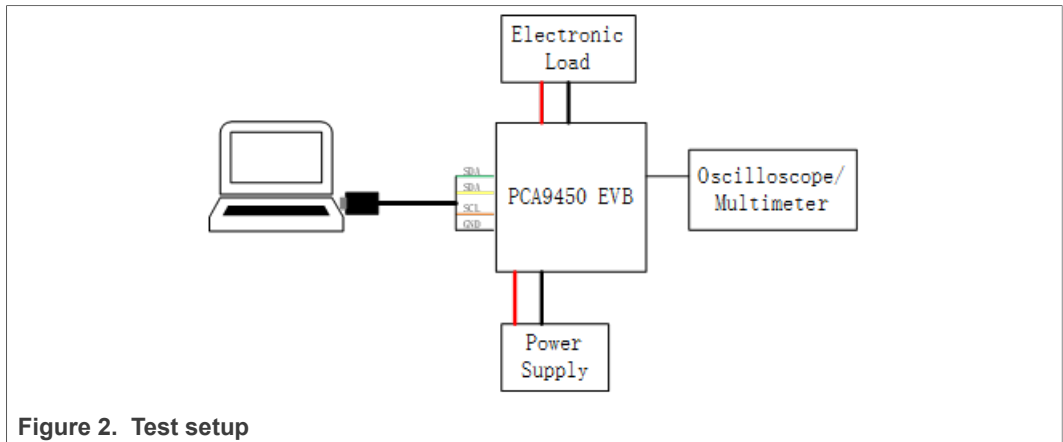 Electronic
Load
SDA
SDA
SCL
GND
PCA9450 EVB
Oscilloscope/
Multimeter
Power
Supply
Figure 2. Test setup